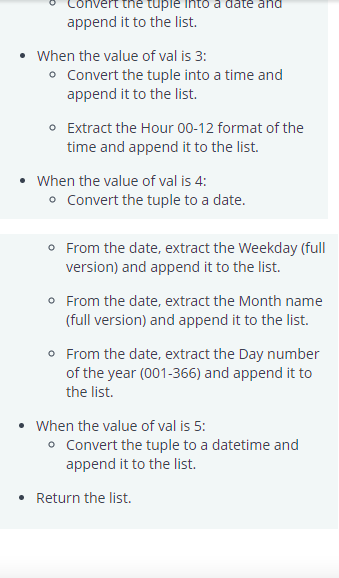 Convert the tuple into a date and
append it to the list.
When the value of val is 3:
Convert the tuple into a time and
append it to the list.
Extract the Hour 00-12 format of the
time and append it to the list.
When the value of val is 4:
Convert the tuple to a date.
From the date, extract the Weekday (full
version) and append it to the list.
From the date, extract the Month name
(full version) and append it to the list.
From the date, extract the Day number
of the year (001-366) and append it to
the list.
When the value of val is 5:
Convert the tuple to a datetime and
append it to the list.
Return the list.